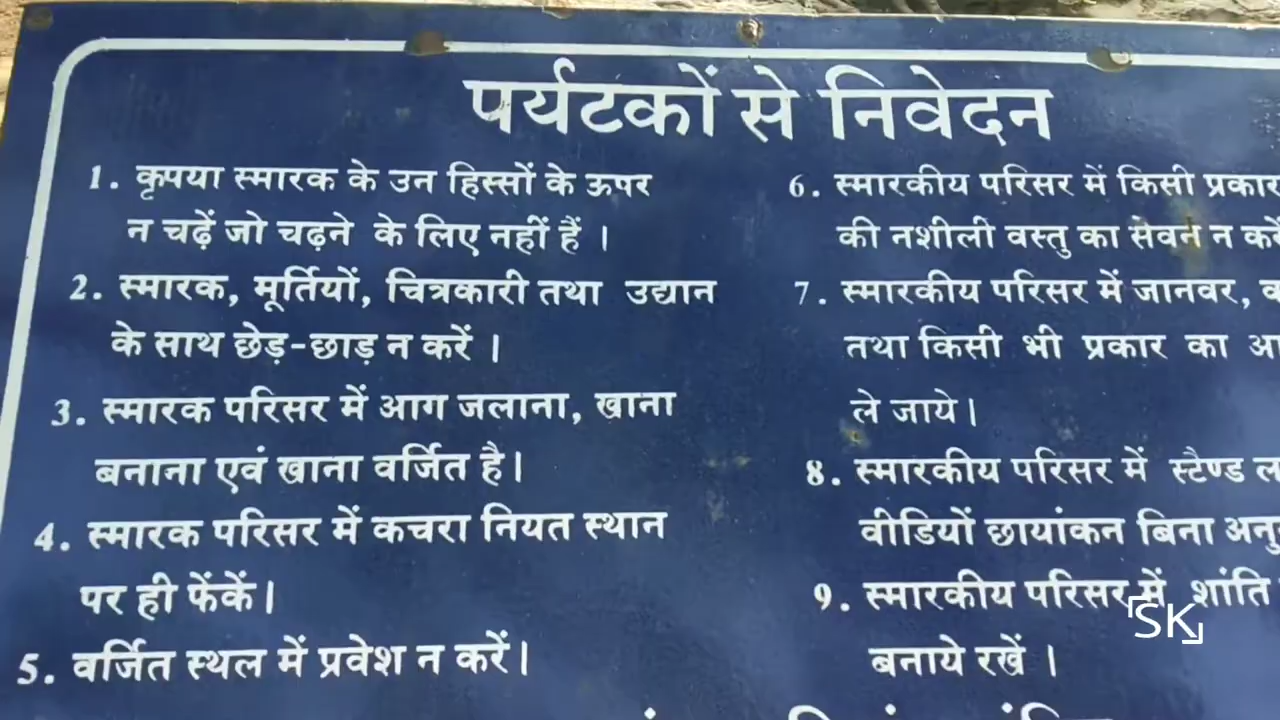 पर्यटकों से निवेदन
1. कृपया स्मारक के उन हिस्सों के ऊपर
न चढ़ें जो चढ़ने के लिए नहीं हैं ।
2. स्मारक, मूर्तियों, चित्रकारी तथा उद्यान
के साथ छेड़-छाड़ न करें ।
3. स्मारक परिसर में आग जलाना, खाना
बनाना एवं खाना वर्जित है।
4. स्मारक परिसर में कचरा नियत स्थान
पर ही फेंकें।
5. वर्जित स्थल में प्रवेश न करें।
6. स्मारकीय परिसर में किसी प्रकार
की नशीली वस्तु का सेवन न करें
7. स्मारकीय परिसर में जानवर,
तथा किसी भी प्रकार का
ले जाये।
8. स्मारकीय परिसर में स्टैण्ड
वीडियों छायांकन बिना
9. स्मारकीय परिसर में शांति
बनाये रखें ।
SK